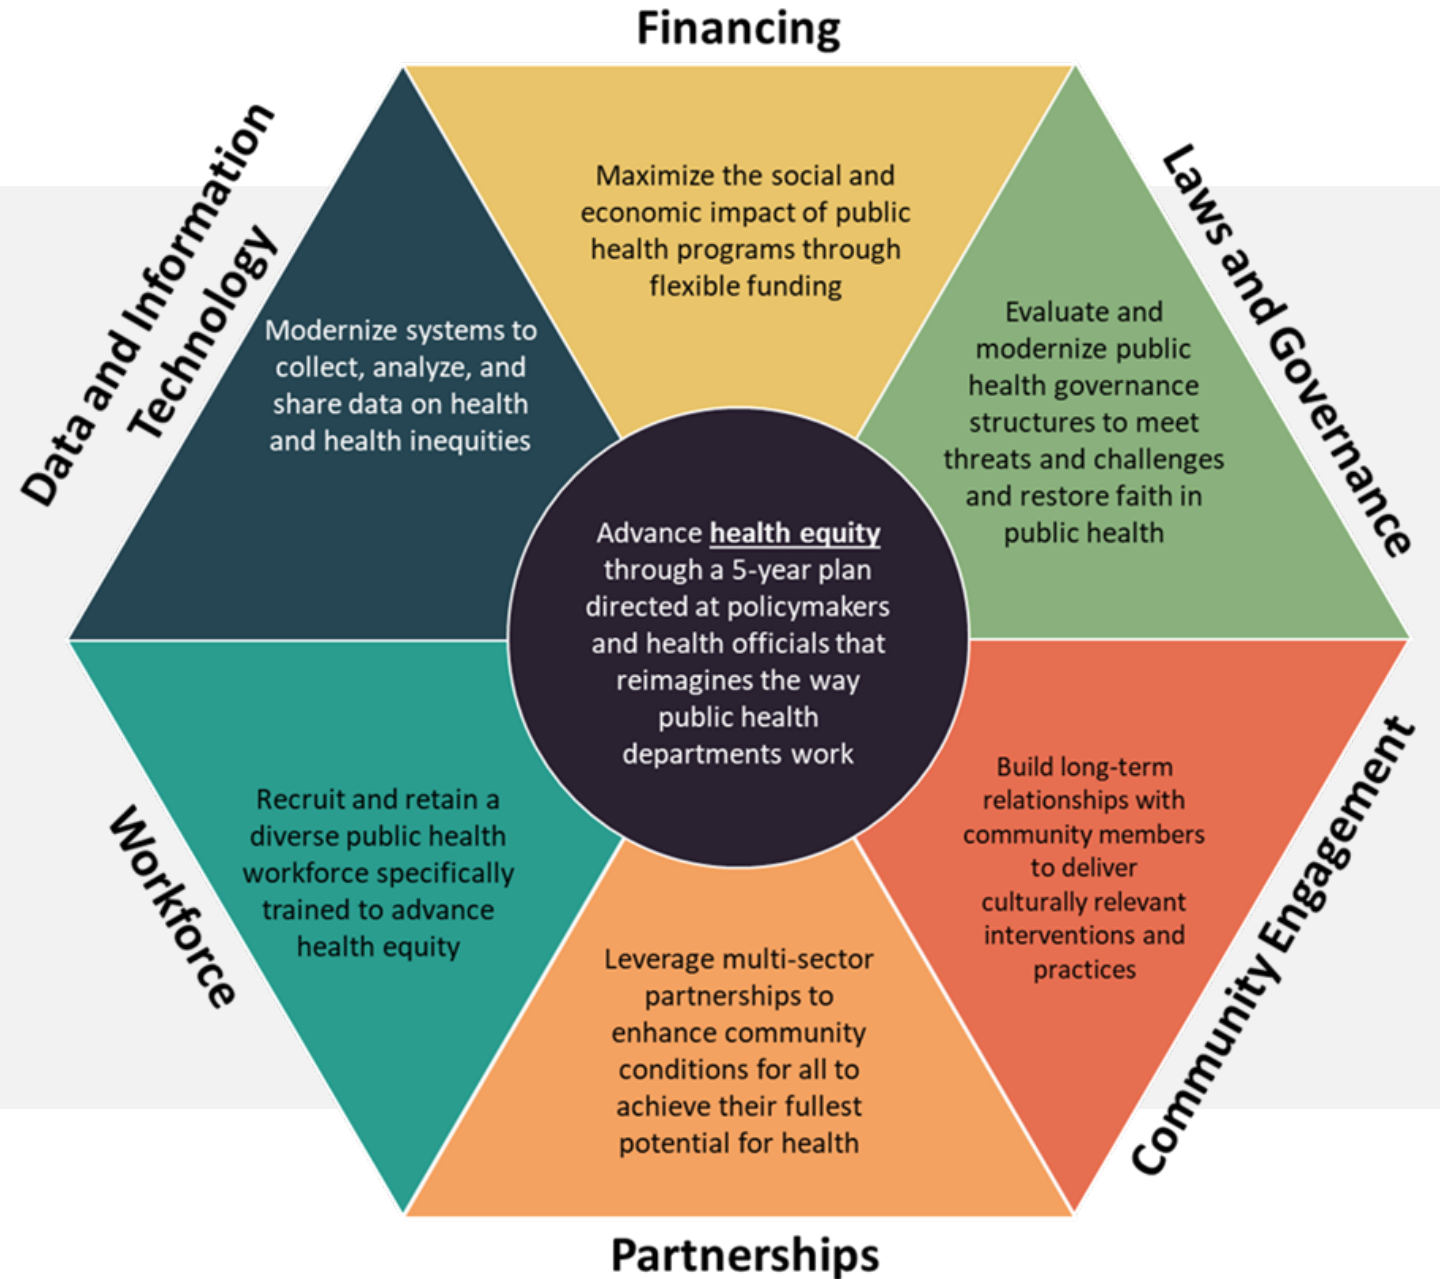 Financing
Maximize the social and
economic impact of public
health programs through
flexible funding
Laws and Governance
Evaluate and
modernize public
health governance
structures to meet
threats and challenges
and restore faith in
public health
Community Engagement
Build long-term
relationships with
community members
to deliver
culturally relevant
interventions and
practices
Partnerships
Leverage multi-sector
partnerships to
enhance community
conditions for all to
achieve their fullest
potential for health
Workforce
Recruit and retain a
diverse public health
workforce specifically
trained to advance
health equity
Data and Information
Technology
Modernize systems to
collect, analyze, and
share data on health
and health inequities
Advance health equity
through a 5-year plan
directed at policymakers
and health officials that
reimagines the way
public health
departments work